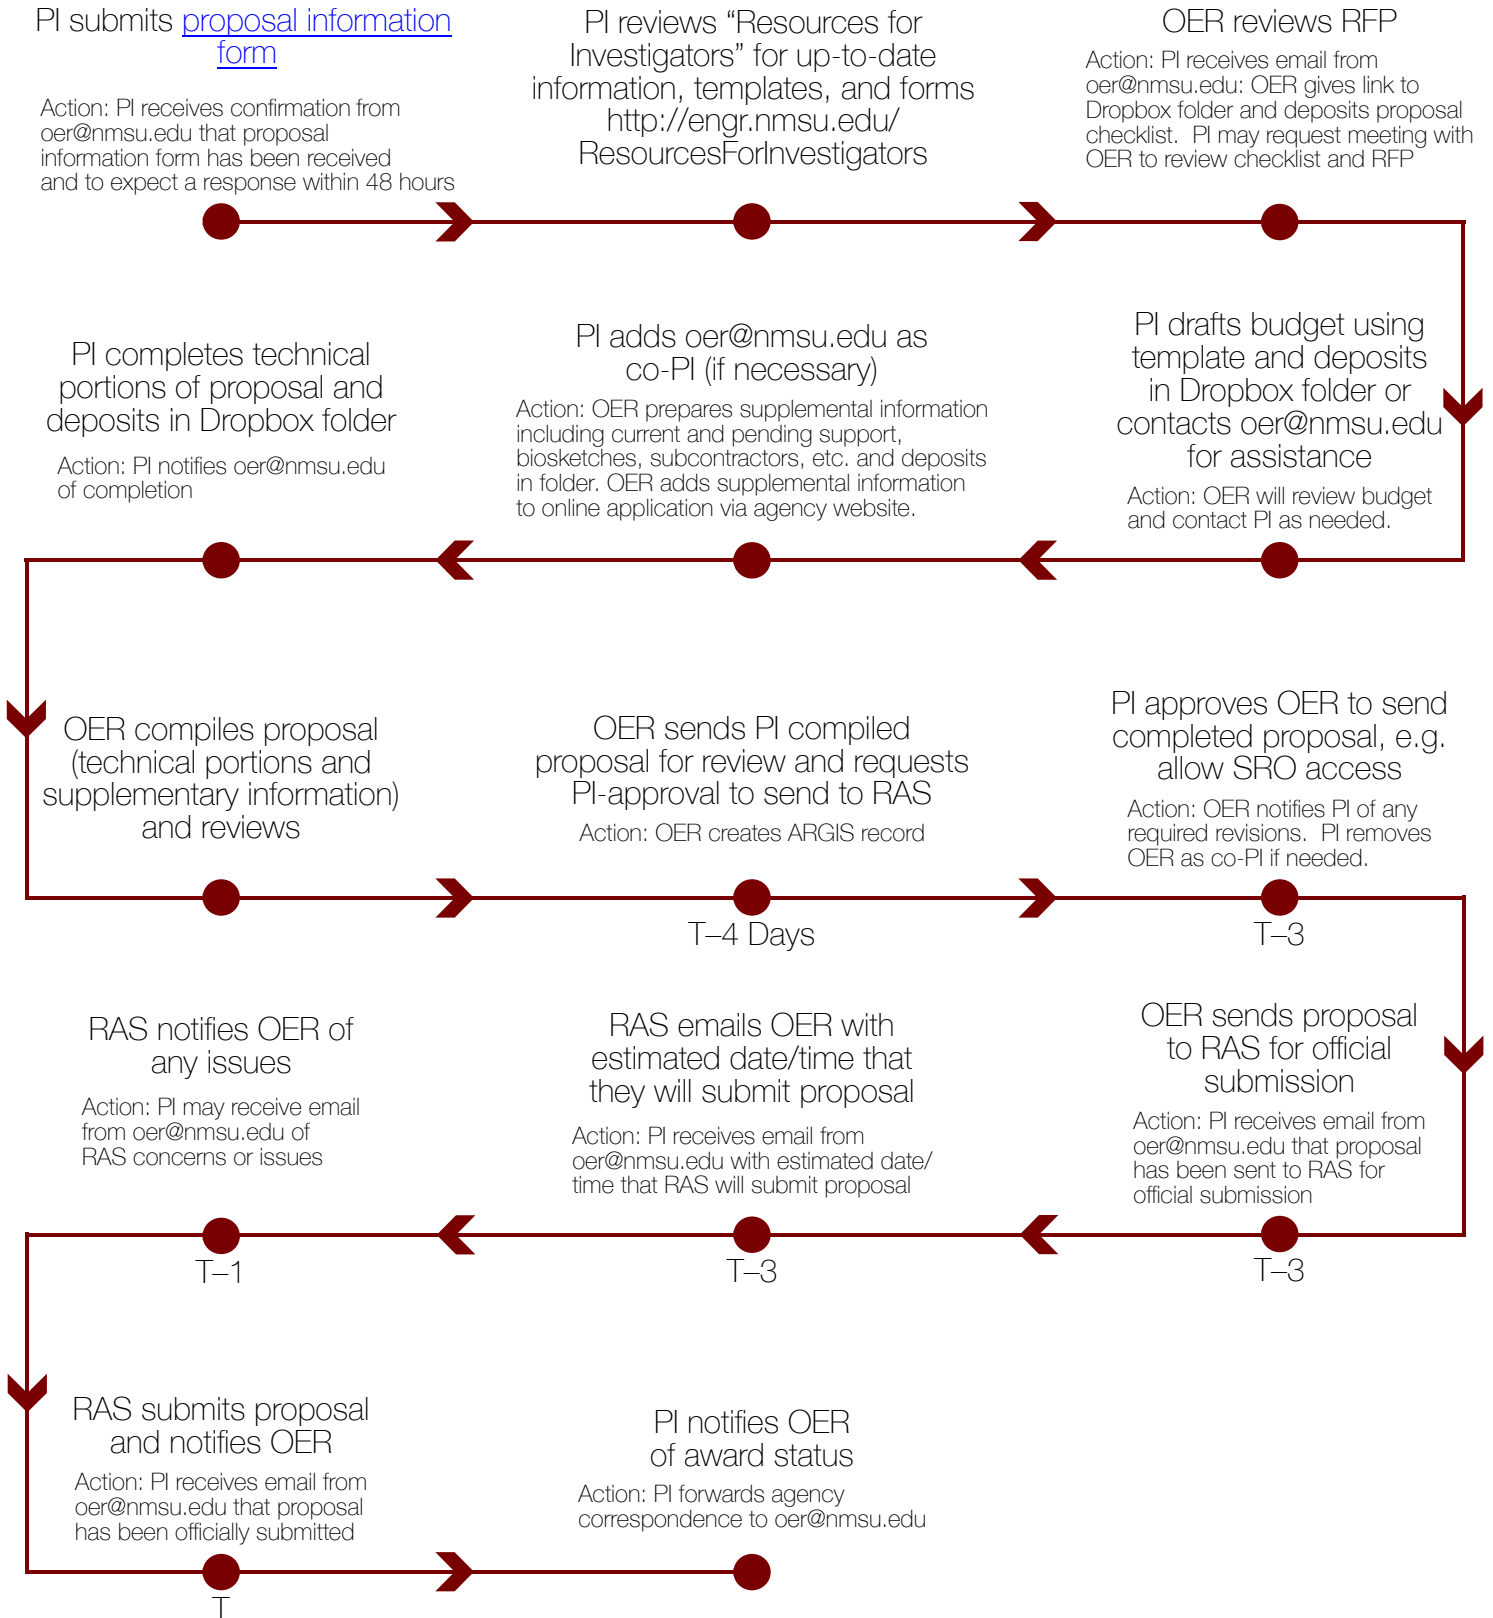 PI submits proposal information
form
Action: PI receives confirmation from
oer@nmsu.edu that proposal
information form has been received
and to expect a response within 48 hours
PI reviews “Resources for
Investigators” for up-to-date
information, templates, and forms
http://engr.nmsu.edu/
ResourcesForInvestigators
OER reviews RFP
Action: PI receives email from
oer@nmsu.edu: OER gives link to
Dropbox folder and deposits proposal
checklist.  PI may request meeting with
OER to review checklist and RFP
PI drafts budget using
template and deposits
in Dropbox folder or
contacts oer@nmsu.edu
for assistance
Action: OER will review budget
and contact PI as needed.
PI adds oer@nmsu.edu as
co-PI (if necessary)
Action: OER prepares supplemental information
including current and pending support,
biosketches, subcontractors, etc. and deposits
in folder. OER adds supplemental information
to online application via agency website.
PI completes technical
portions of proposal and
deposits in Dropbox folder
Action: PI notifies oer@nmsu.edu
of completion
OER compiles proposal
(technical portions and
supplementary information)
and reviews
OER sends PI compiled
proposal for review and requests
PI-approval to send to RAS
Action: OER creates ARGIS record
T–4 Days
PI approves OER to send
completed proposal, e.g.
allow SRO access
Action: OER notifies PI of any
required revisions.  PI removes
OER as co-PI if needed.
T–3
OER sends proposal
to RAS for official
submission
Action: PI receives email from
oer@nmsu.edu that proposal
has been sent to RAS for
official submission
T–3
RAS emails OER with
estimated date/time that
they will submit proposal
Action: PI receives email from
oer@nmsu.edu with estimated date/
time that RAS will submit proposal
T–3
RAS notifies OER of
any issues
Action: PI may receive email
from oer@nmsu.edu of
RAS concerns or issues
T–1
RAS submits proposal
and notifies OER
Action: PI receives email from
oer@nmsu.edu that proposal
has been officially submitted
T
PI notifies OER
of award status
Action: PI forwards agency
correspondence to oer@nmsu.edu